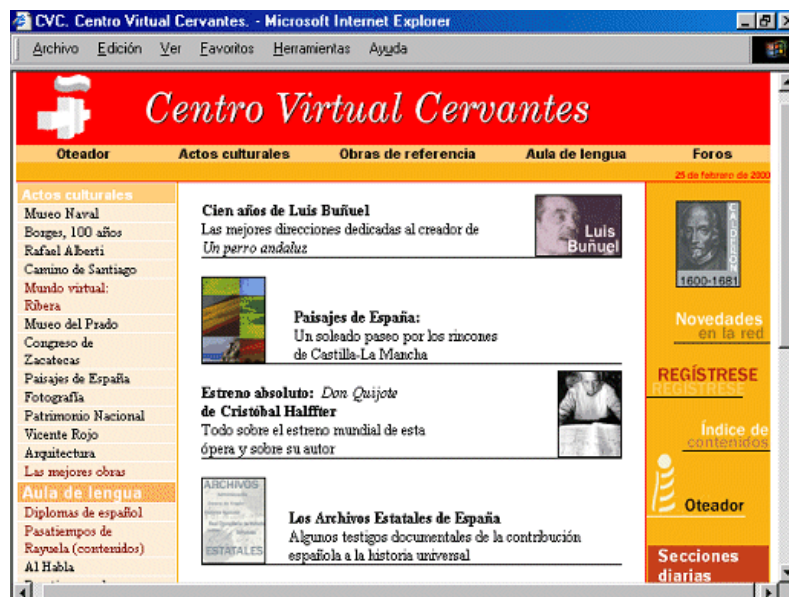 CVC. Centro Virtual Cervantes. - Microsoft Internet Explorer
Archivo Edición Ver Favoritos Herramientas Ayuda
Centro Virtual Cervantes
Oteador Actos culturales Obras de referencia Aula de lengua Foros
25 de febrero de 2000
Actos culturales
Museo Naval
Borges, 100 años
Rafael Alberti
Camino de Santiago
Mundo virtual:
Ribera
Museo del Prado
Congreso de
Zacatecas
Paisajes de España
Fotografía
Patrimonio Nacional
Vicente Rojo
Arquitectura
Las mejores obras
Aula de lengua
Diplomas de español
Pasatiempos de
Rayuela (contenidos)
Al Habla
Cien años de Luis Buñuel
Las mejores direcciones dedicadas al creador de
Un perro andaluz
Luis
Buñuel
Paisajes de España:
Un soleado paseo por los rincones
de Castilla-La Mancha
Estreno absoluto: Don Quijote
de Cristóbal Halffter
Todo sobre el estreno mundial de esta
ópera y sobre su autor
ARCHIVOS
ESTATALES
Los Archivos Estatales de España
Algunos testigos documentales de la contribución
española a la historia universal
CALDERÓN
1600-1681
Novedades
en la red
REGÍSTRESE
REGÍSTRESE
Índice de
contenidos
Oteador
Secciones
diarias